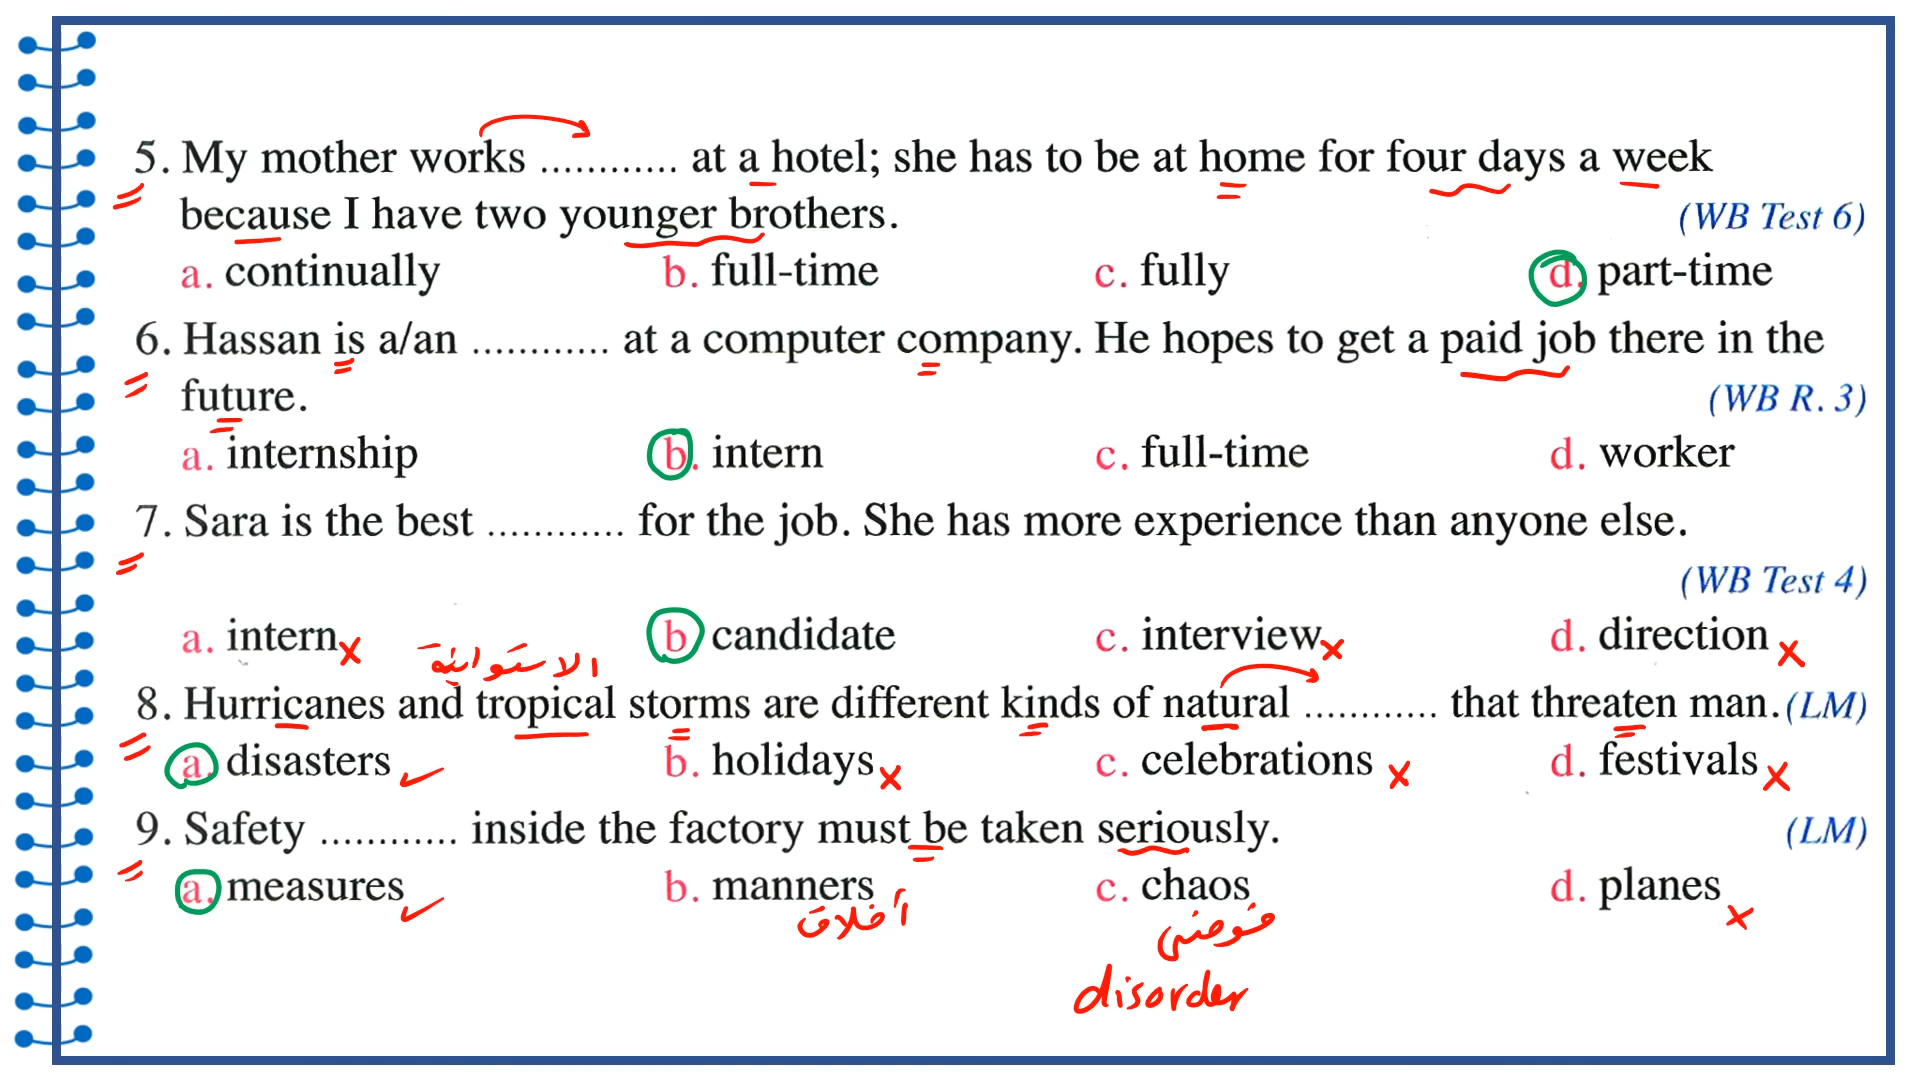 5. My mother works ............ at a hotel; she has to be at home for four days a week
because I have two younger brothers. (WB Test 6)
a. continually b. full-time c. fully d. part-time
6. Hassan is a/an ............ at a computer company. He hopes to get a paid job there in the
future. (WB R. 3)
a. internship b. intern c. full-time d. worker
7. Sara is the best ............ for the job. She has more experience than anyone else.
(WB Test 4)
a. intern x b candidate c. interview x d. direction x
الاستوائية
8. Hurricanes and tropical storms are different kinds of natural ............ that threaten man. (LM)
a. disasters ✓ b. holidays x c. celebrations x d. festivals x
9. Safety ............ inside the factory must be taken seriously. (LM)
a. measures ✓ b. manners c. chaos d. planes x
أخلاق فوضى
disorder